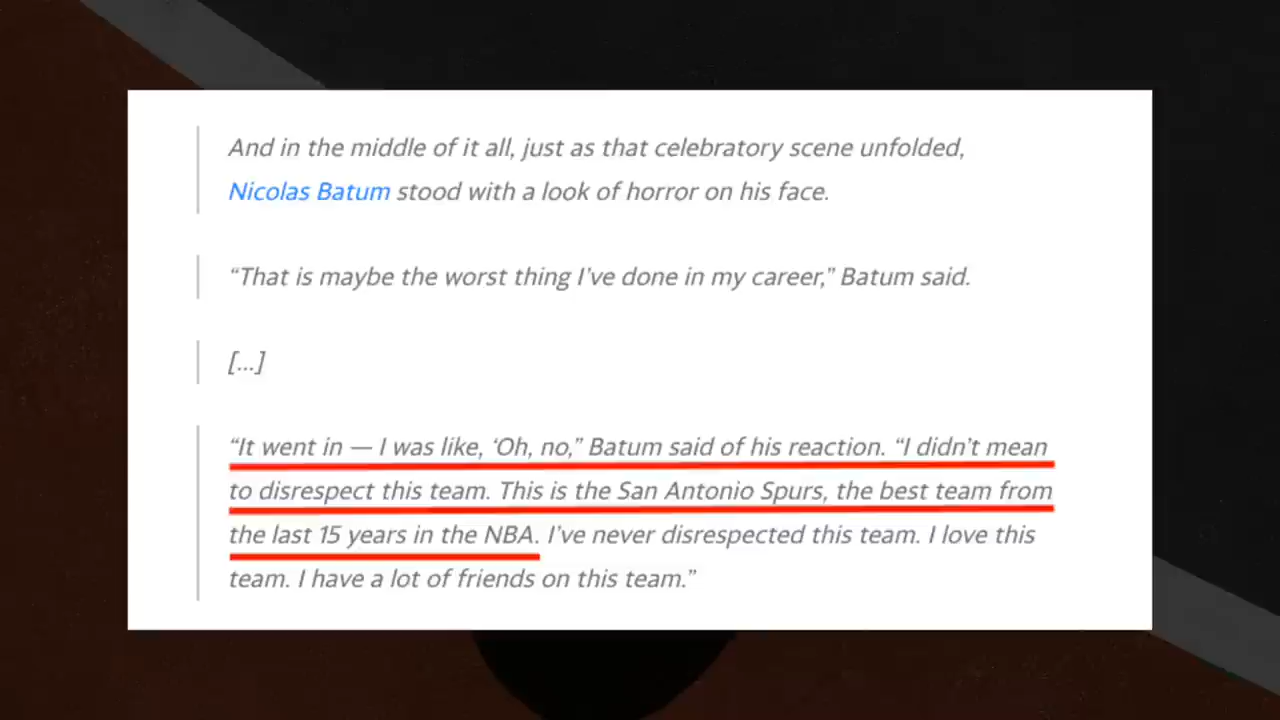 And in the middle of it all, just as that celebratory scene unfolded,
Nicolas Batum stood with a look of horror on his face.
“That is maybe the worst thing I’ve done in my career,” Batum said.
[...]
“It went in — I was like, ‘Oh, no,” Batum said of his reaction. “I didn’t mean
to disrespect this team. This is the San Antonio Spurs, the best team from
the last 15 years in the NBA. I’ve never disrespected this team. I love this
team. I have a lot of friends on this team.”